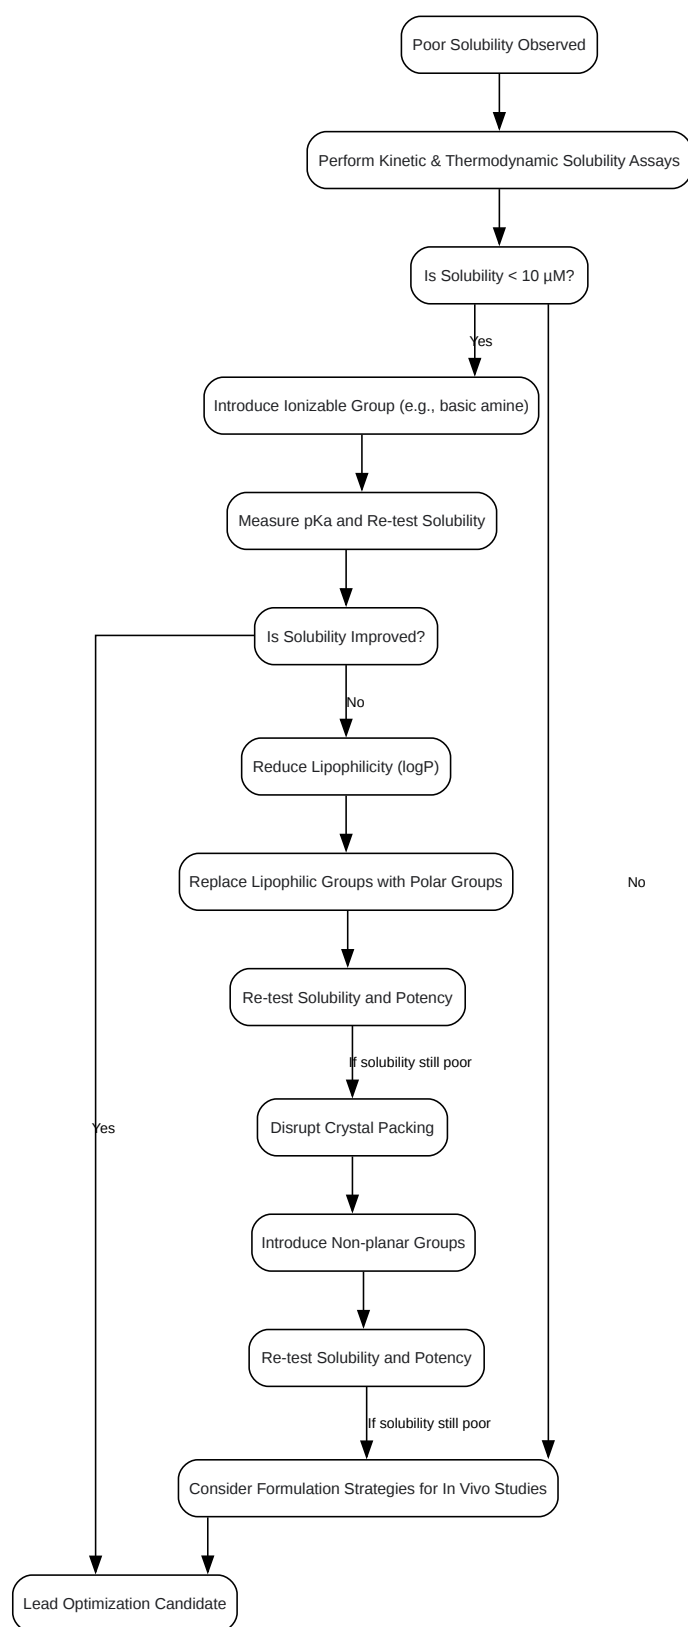 Poor Solubility Observed
Perform Kinetic & Thermodynamic Solubility Assays
Is Solubility < 10 µM?
Yes
Introduce Ionizable Group (e.g., basic amine)
Measure pKa and Re-test Solubility
Is Solubility Improved?
No
Reduce Lipophilicity (logP)
Replace Lipophilic Groups with Polar Groups
No
Re-test Solubility and Potency
If solubility still poor
Disrupt Crystal Packing
Yes
Introduce Non-planar Groups
Re-test Solubility and Potency
If solubility still poor
Consider Formulation Strategies for In Vivo Studies
Lead Optimization Candidate